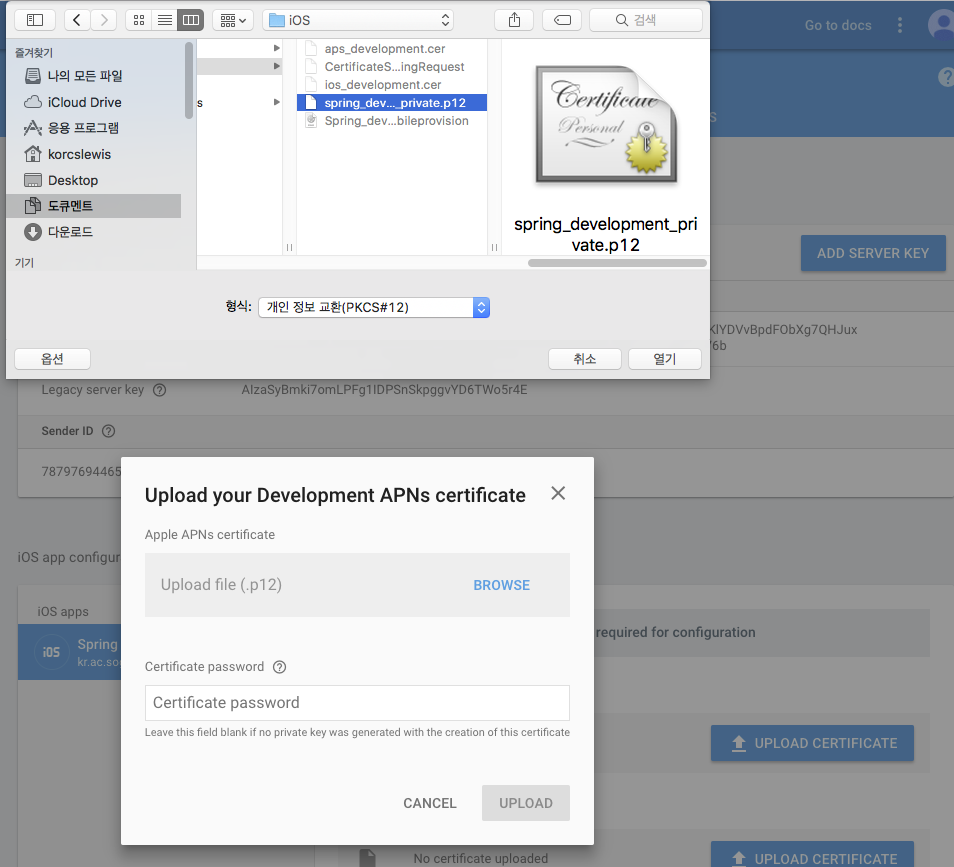 iOS
검색
Go to docs
즐겨찾기
나의 모든 파일
iCloud Drive
응용 프로그램
korcslewis
Desktop
도큐멘트
다운로드
기기
s
aps_development.cer
CertificateS...ingRequest
ios_development.cer
spring_dev..._private.p12
Spring_dev...bileprovision
Certificate
Personal
spring_development_pri
vate.p12
S
ADD SERVER KEY
형식: 개인 정보 교환(PKCS#12)
KlYDVvBpdFObXg7QHJux
6b
옵션
취소
열기
Legacy server key
AIzaSyBmki7omLPFg1IDPSnSkpggvYD6TWo5r4E
Sender ID
78797694465
Upload your Development APNs certificate
Apple APNs certificate
Upload file (.p12)
BROWSE
Certificate password
Certificate password
Leave this field blank if no private key was generated with the creation of this certificate
CANCEL
UPLOAD
iOS app configur
iOS apps
iOS
Spring
kr.ac.so
required for configuration
UPLOAD CERTIFICATE
No certificate uploaded
UPLOAD CERTIFICATE